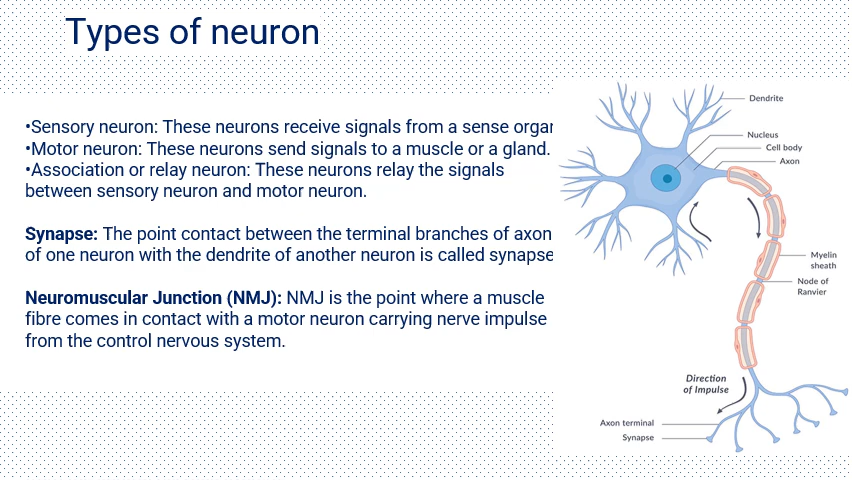 Types of neuron
•Sensory neuron: These neurons receive signals from a sense organ
•Motor neuron: These neurons send signals to a muscle or a gland.
•Association or relay neuron: These neurons relay the signals
between sensory neuron and motor neuron.
Synapse: The point contact between the terminal branches of axon
of one neuron with the dendrite of another neuron is called synapse
Neuromuscular Junction (NMJ): NMJ is the point where a muscle
fibre comes in contact with a motor neuron carrying nerve impulse
from the control nervous system.
Dendrite
Nucleus
Cell body
Axon
Myelin
sheath
Node of
Ranvier
Direction
of Impulse
Axon terminal
Synapse